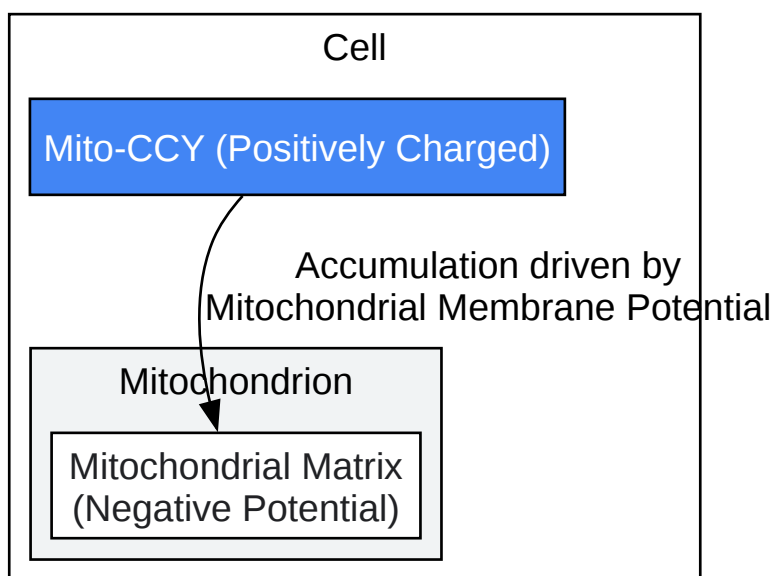 Cell
Mito-CCY (Positively Charged)
Accumulation driven by
Mitochondrial Membrane Potential
Mitochondrion
Mitochondrial Matrix
(Negative Potential)